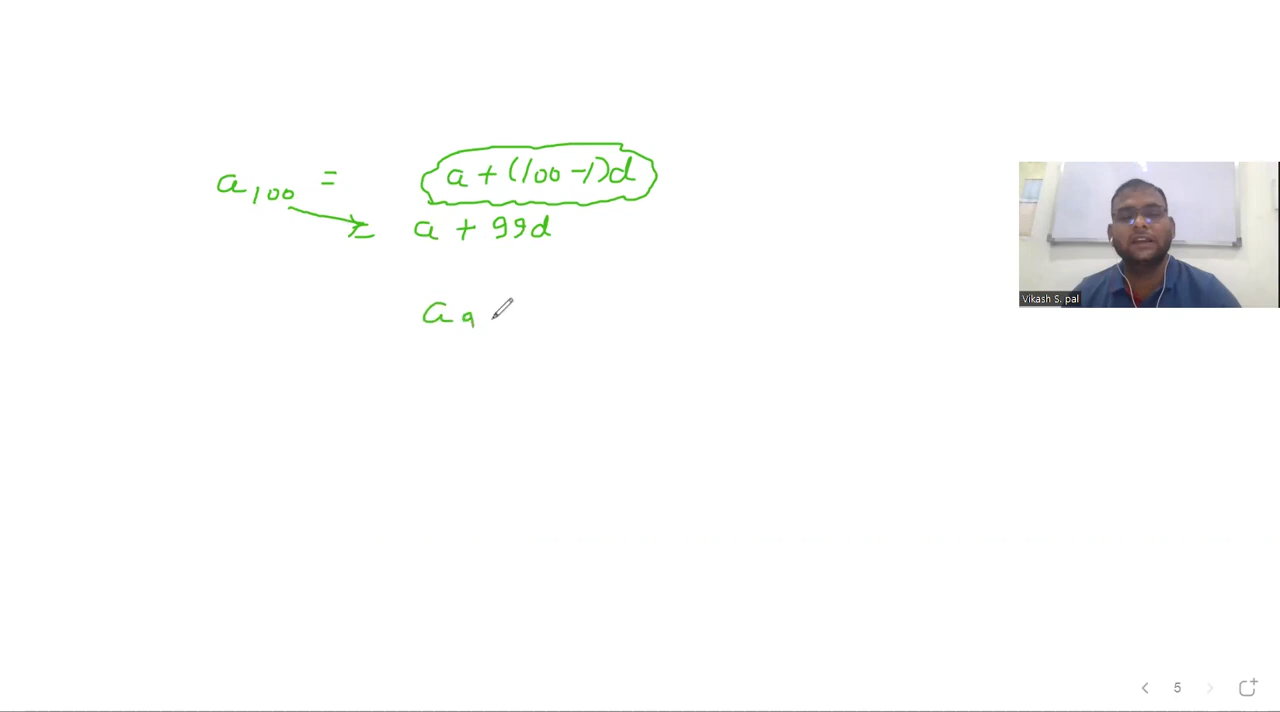 a₁₀₀ = a + (100 - 1)d
= a + 99d
a₉
Vikash S. pal
5